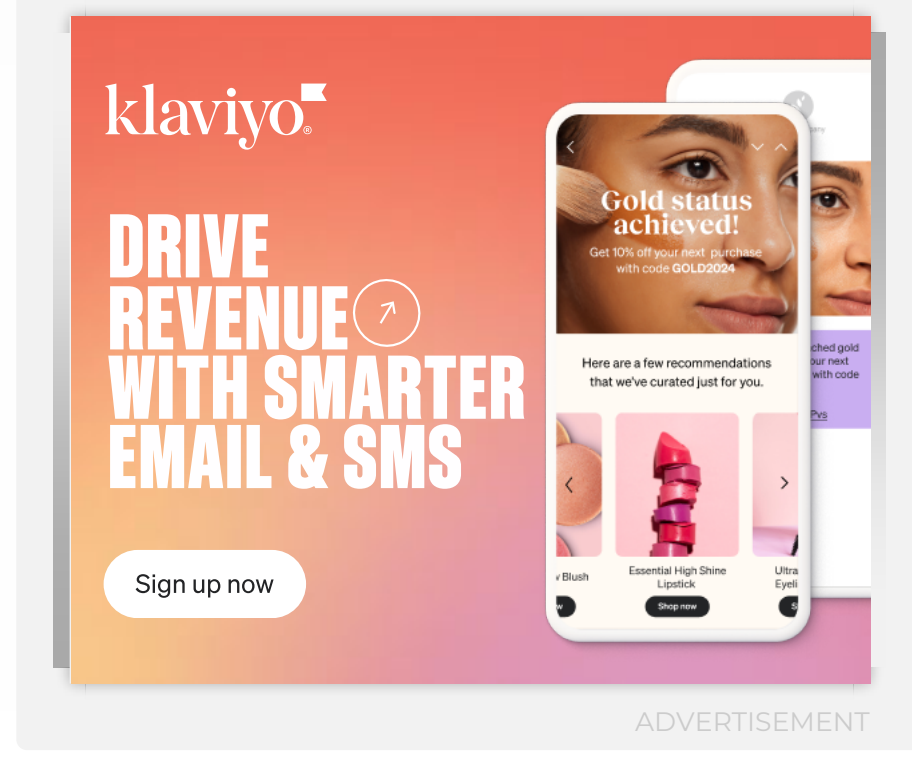 klaviyo®
DRIVE
REVENUE
WITH SMARTER
EMAIL & SMS
Sign up now
Gold status
achieved!
Get 10% off your next purchase
with code GOLD2024
Here are a few recommendations
that we've curated just for you.
Blush
Essential High Shine
Lipstick
Shop now
Ultra
gold
next
with code
Pvs
ADVERTISEMENT